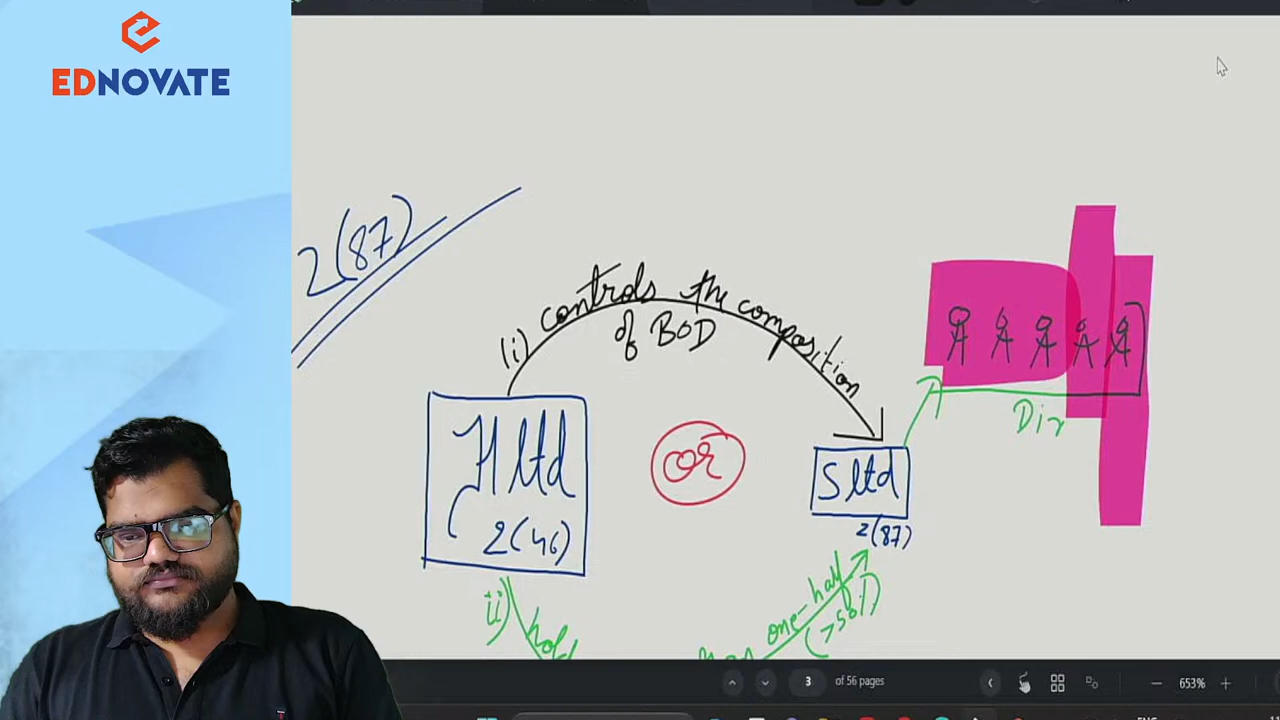 EDNOVATE
2(87)
(i) controls the composition
of BOD
Dir
H ltd
2(46)
or
S ltd
2(87)
ii) hold
one-half
(>50%)
3 of 56 pages
653%